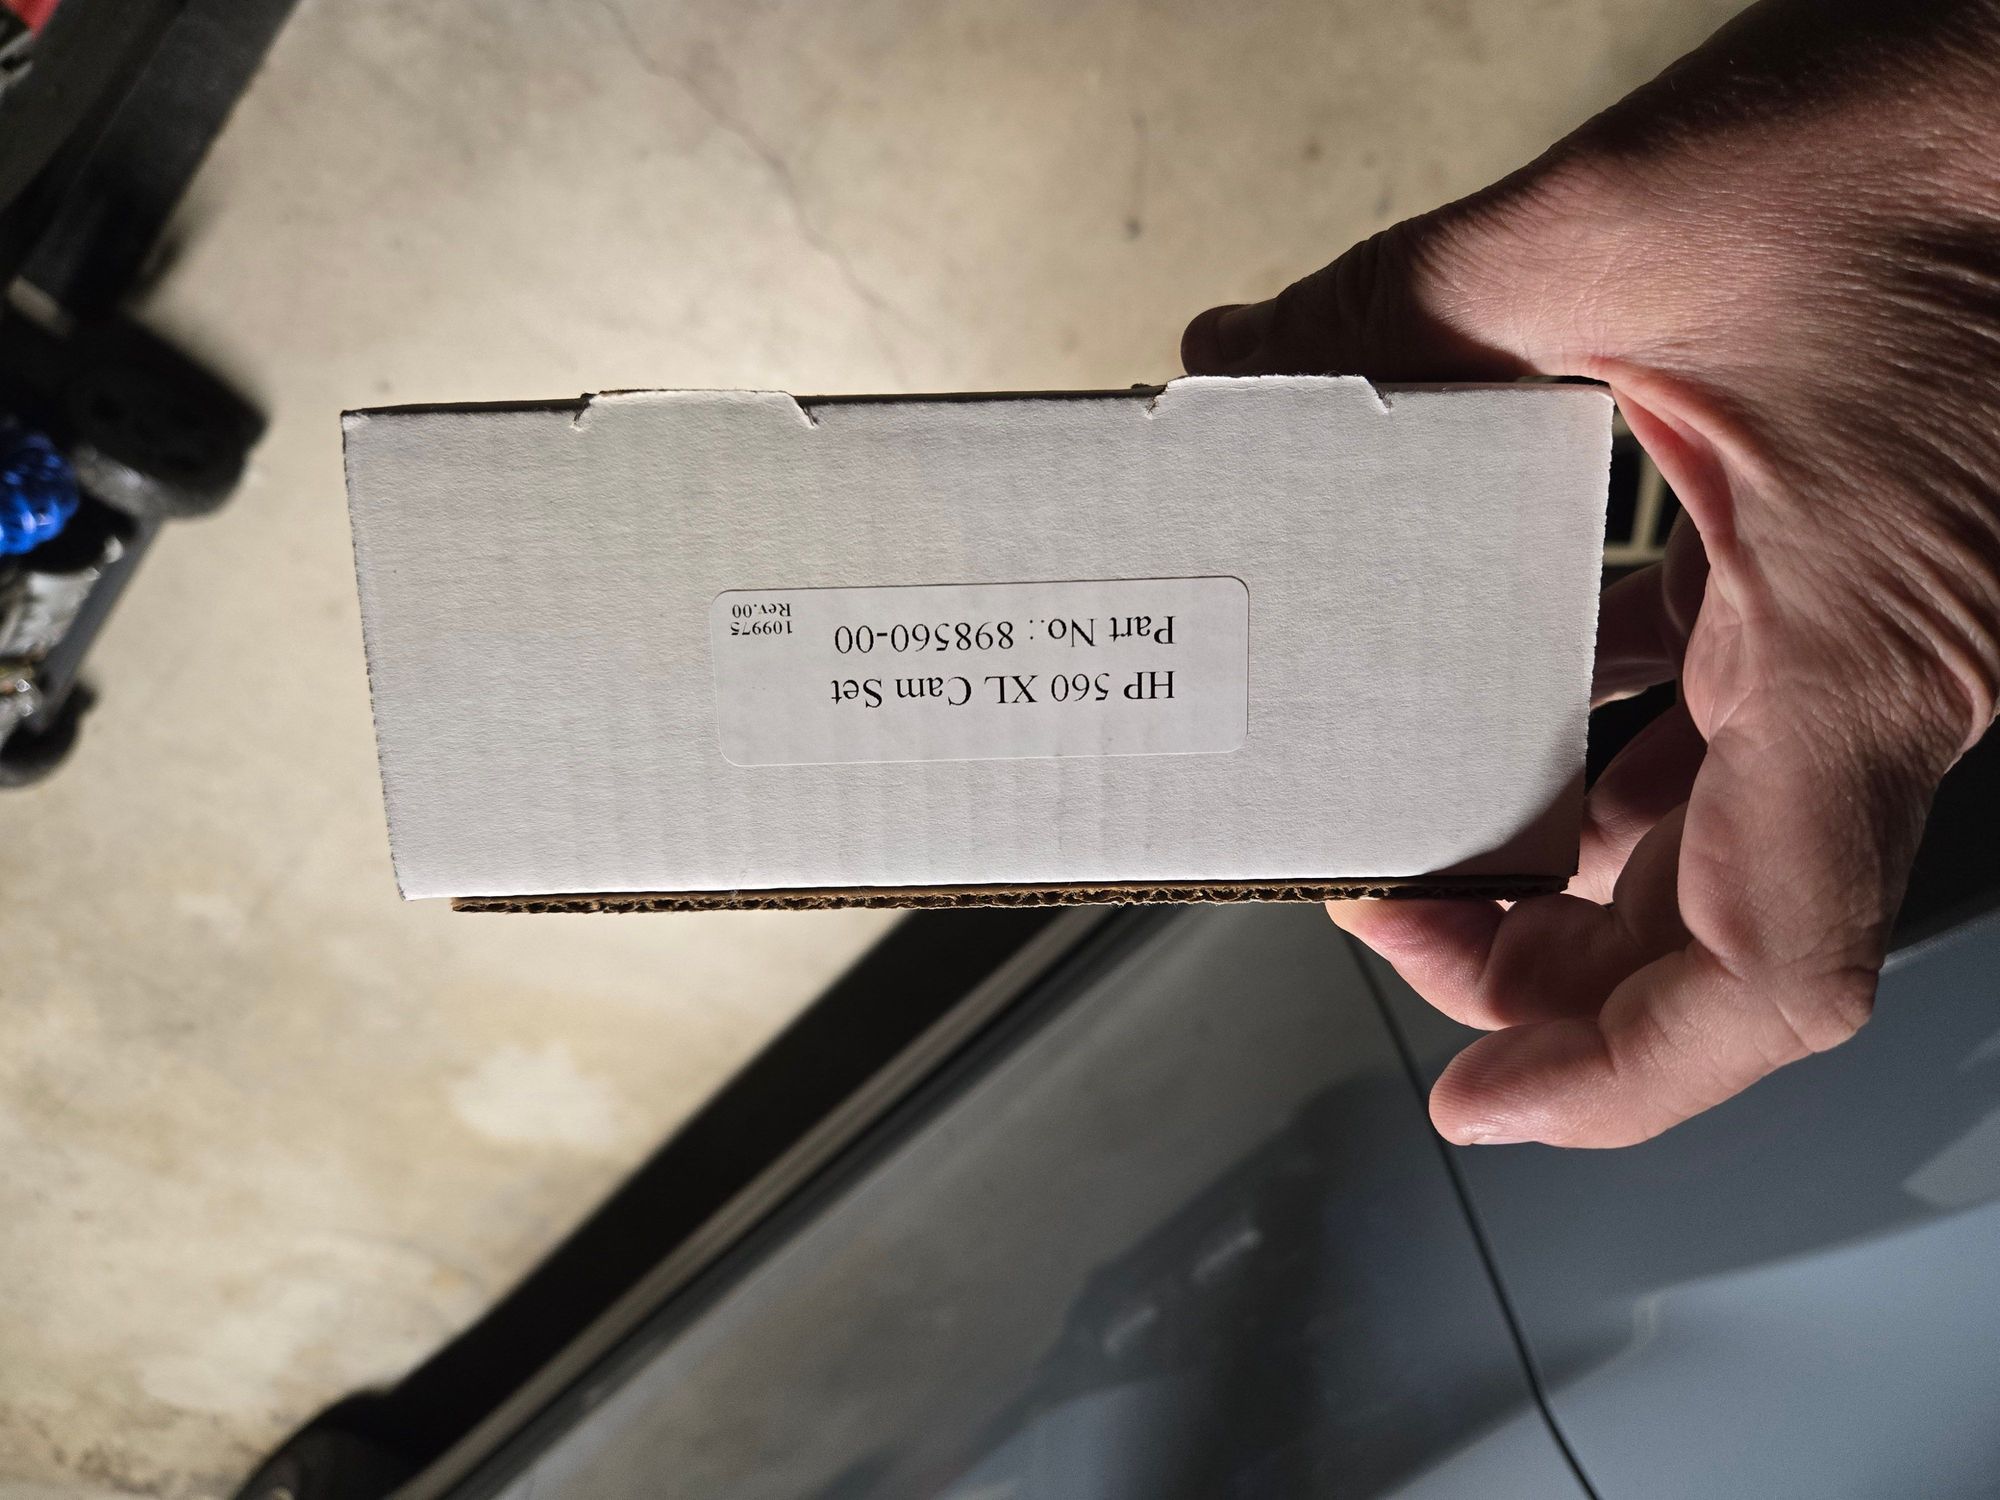 HP 560 XL Cam Set
Part No.: 898560-00
109975
Rev.00